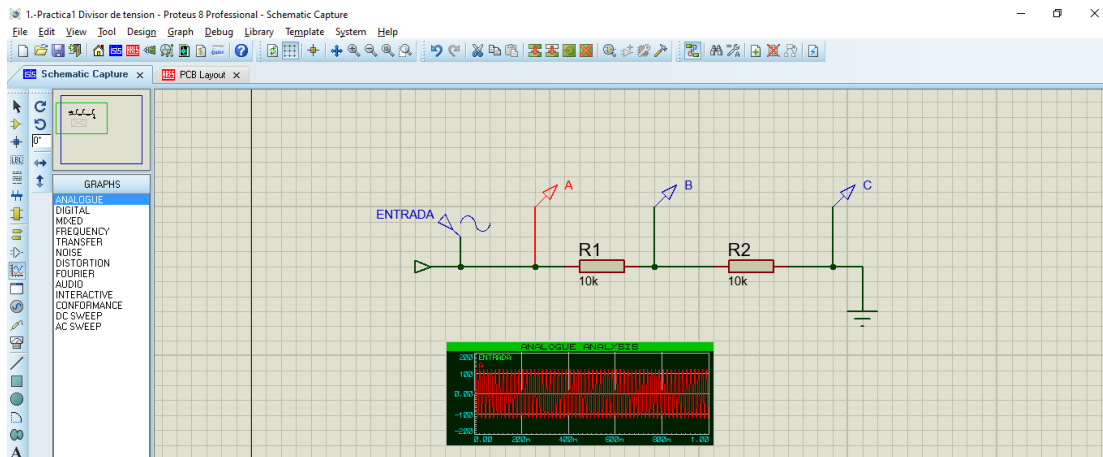 1.-Practica1 Divisor de tension - Proteus 8 Professional - Schematic Capture
File Edit View Tool Design Graph Debug Library Template System Help
Schematic Capture PCB Layout
0°
LBL
GRAPHS
ANALOGUE
DIGITAL
MIXED
FREQUENCY
TRANSFER
NOISE
DISTORTION
FOURIER
AUDIO
INTERACTIVE
CONFORMANCE
DC SWEEP
AC SWEEP
A
A B C
ENTRADA
R1 R2
10k 10k
ANALOGUE ANALYSIS
200 ENTRADA
A
100
0.00
-100
-200
0.00 200m 400m 600m 800m 1.00